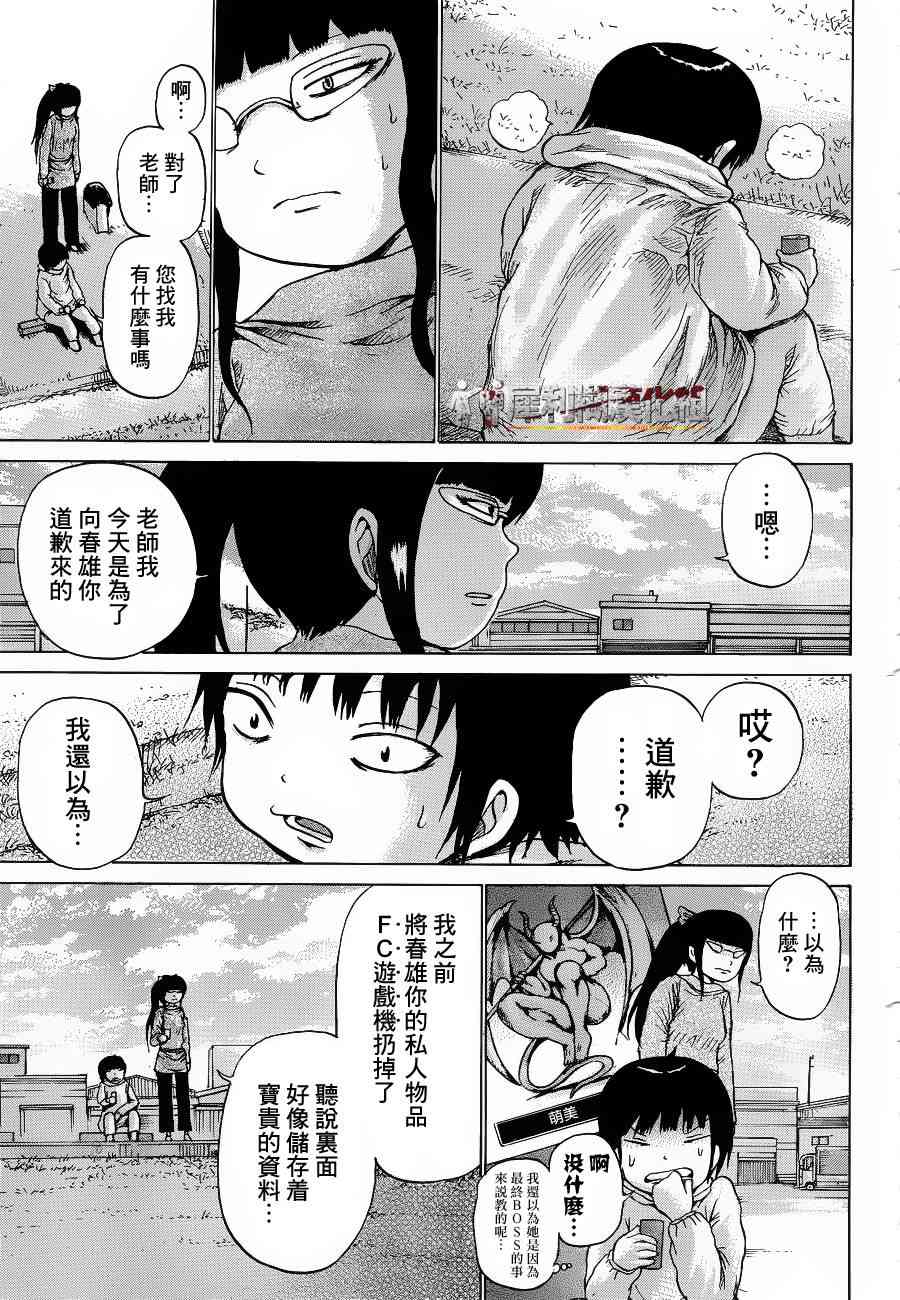 啊…
對了
老師…
您找我
有什麼事嗎
…嗯…
老師我
今天是為了
向春雄你
道歉來的
哎?
道歉
……?
我還以為…
…以為
什麼?
萌美
啊…
没什麼…
我還以為她是因為
最終BOSS的事
來説教的呢…
我之前
將春雄你的私人物品
FC遊戲機扔掉了
聽說裏面
好像儲存着
寶貴的資料…